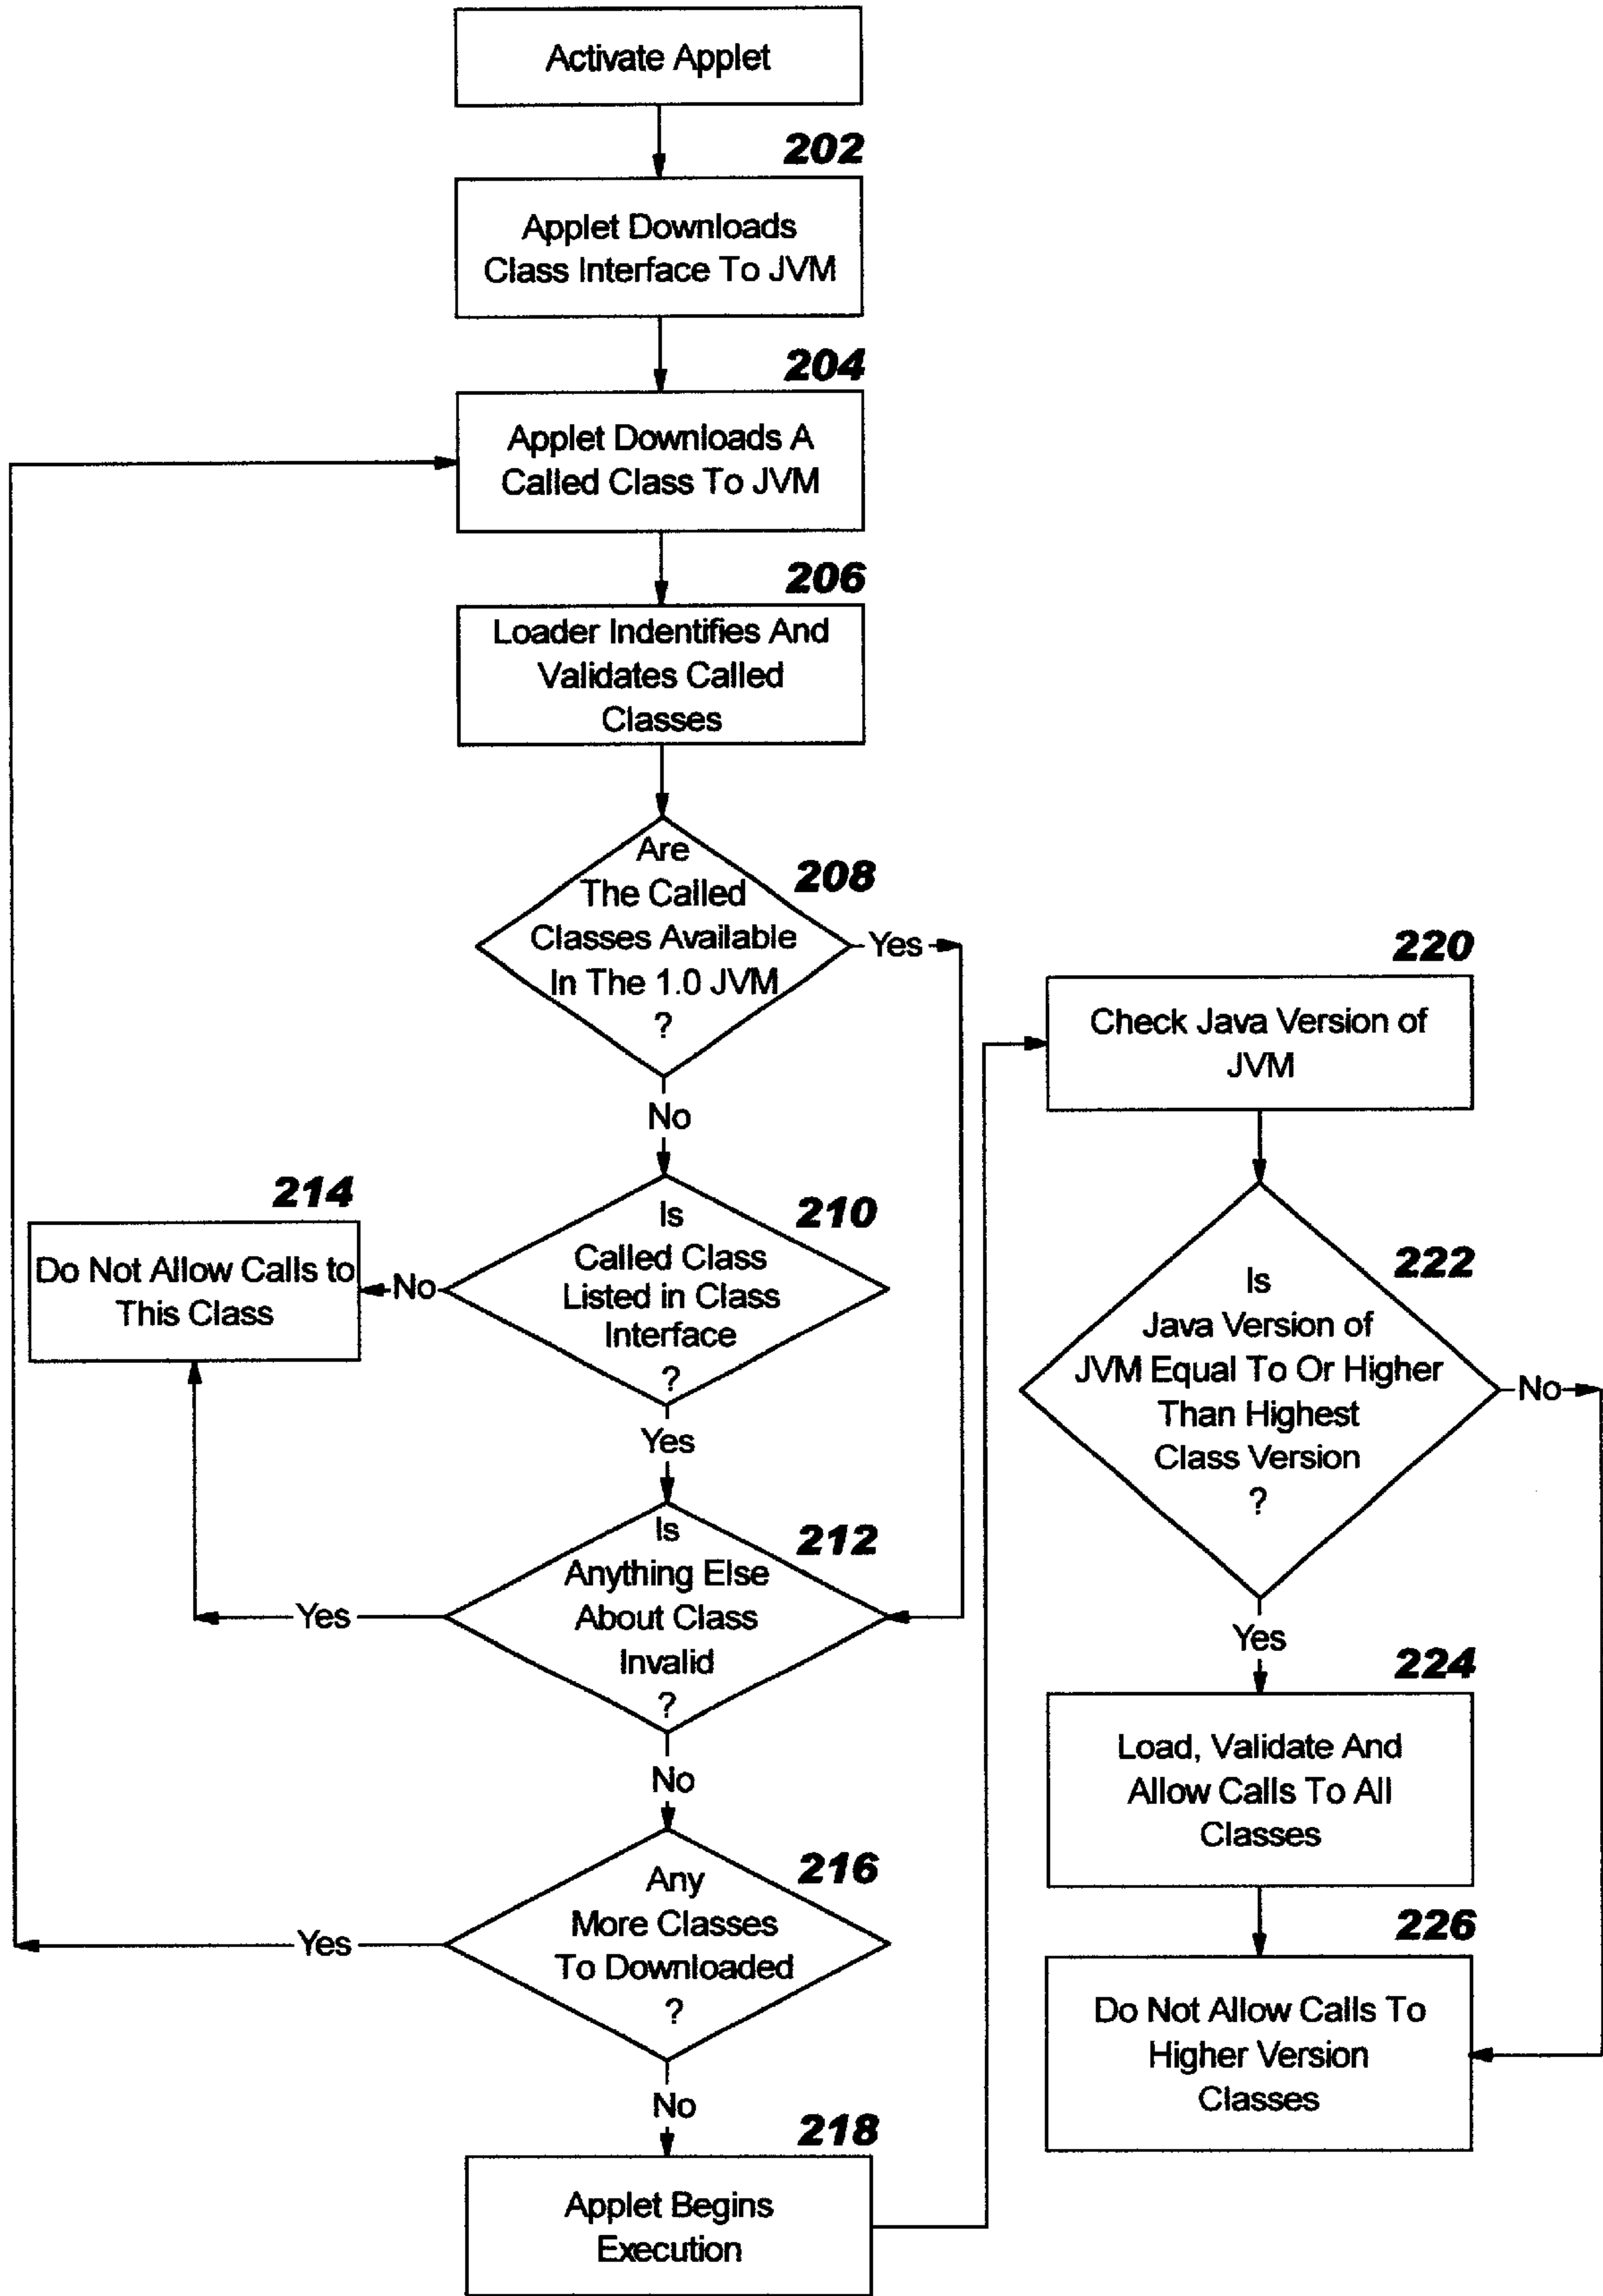 Activate Applet
202
Applet Downloads
Class Interface To JVM
204
Applet Downloads A
Called Class To JVM
206
Loader Indentifies And
Validates Called
Classes
Are
The Called
Classes Available
In The 1.0 JVM
?
208
Yes
No
214
Do Not Allow Calls to
This Class
No
Is
Called Class
Listed in Class
Interface
?
210
Yes
Is
Anything Else
About Class
Invalid
?
212
Yes
No
Any
More Classes
To Downloaded
?
216
Yes
No
218
Applet Begins
Execution
220
Check Java Version of
JVM
222
Is
Java Version of
JVM Equal To Or Higher
Than Highest
Class Version
?
No
Yes
224
Load, Validate And
Allow Calls To All
Classes
226
Do Not Allow Calls To
Higher Version
Classes